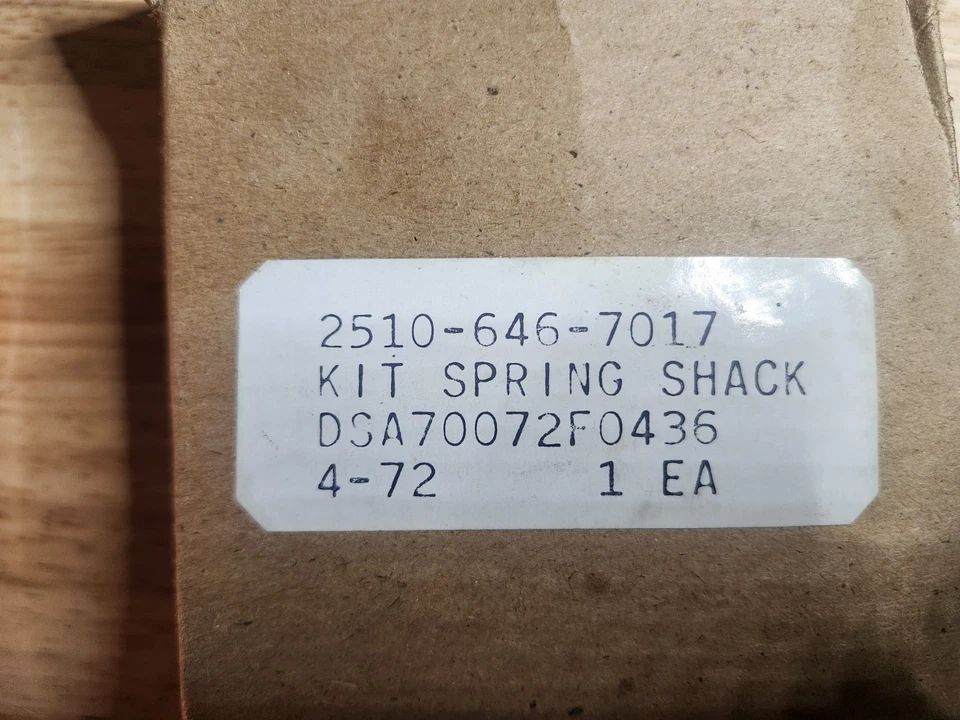 2510-646-7017
KIT SPRING SHACK
DSA70072F0436
4-72 1 EA